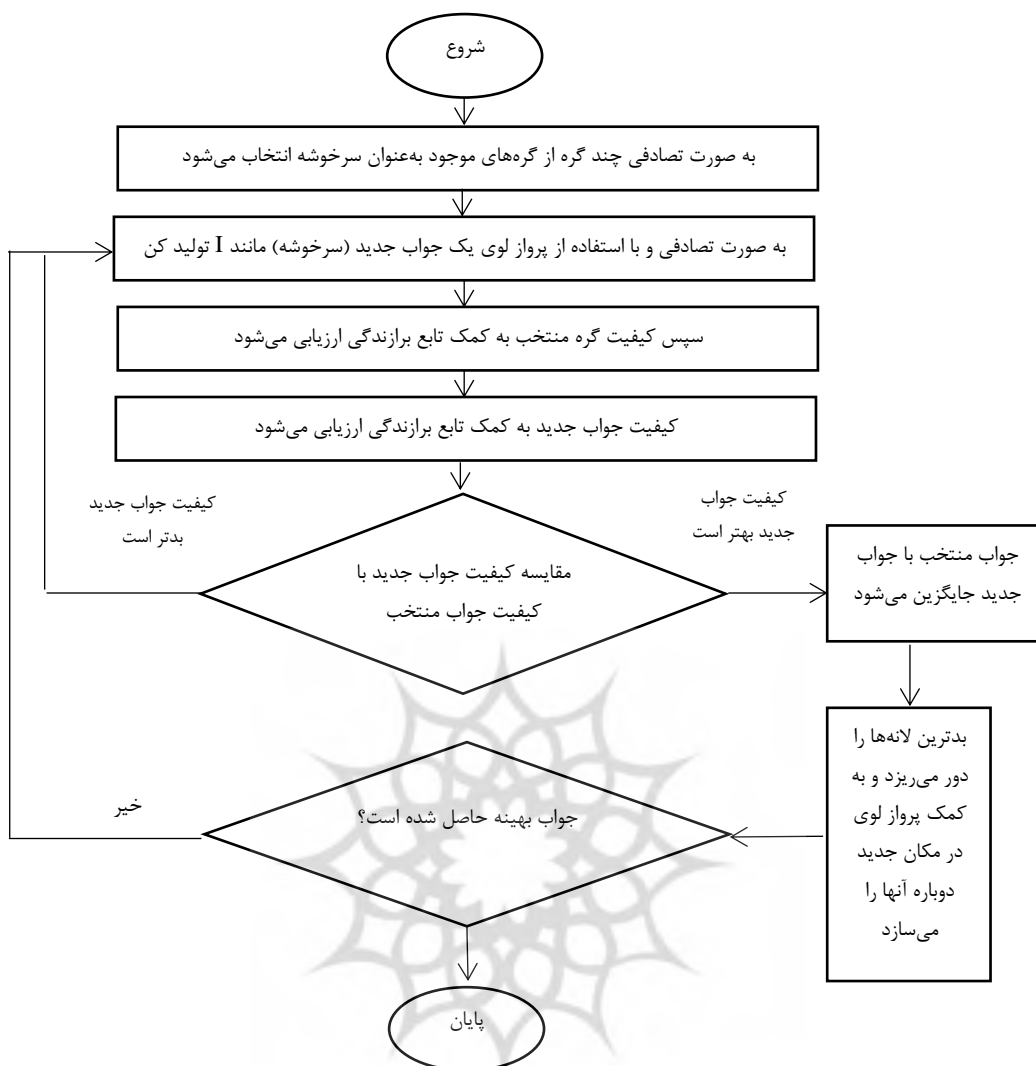 شروع
به صورت تصادفی چند گره از گره‌های موجود به‌عنوان سرخوشه انتخاب می‌شود
به صورت تصادفی و با استفاده از پرواز لوی یک جواب جدید (سرخوشه) مانند I تولید کن
سپس کیفیت گره منتخب به کمک تابع برازندگی ارزیابی می‌شود
کیفیت جواب جدید به کمک تابع برازندگی ارزیابی می‌شود
کیفیت جواب
جدید بهتر است
کیفیت جواب جدید
بدتر است
مقایسه کیفیت جواب جدید با
کیفیت جواب منتخب
جواب منتخب با جواب
جدید جایگزین می‌شود
بدترین لانه‌ها را
دور می‌ریزد و به
کمک پرواز لوی
در مکان جدید
دوباره آنها را
می‌سازد
جواب بهینه حاصل شده است؟
خیر
پایان